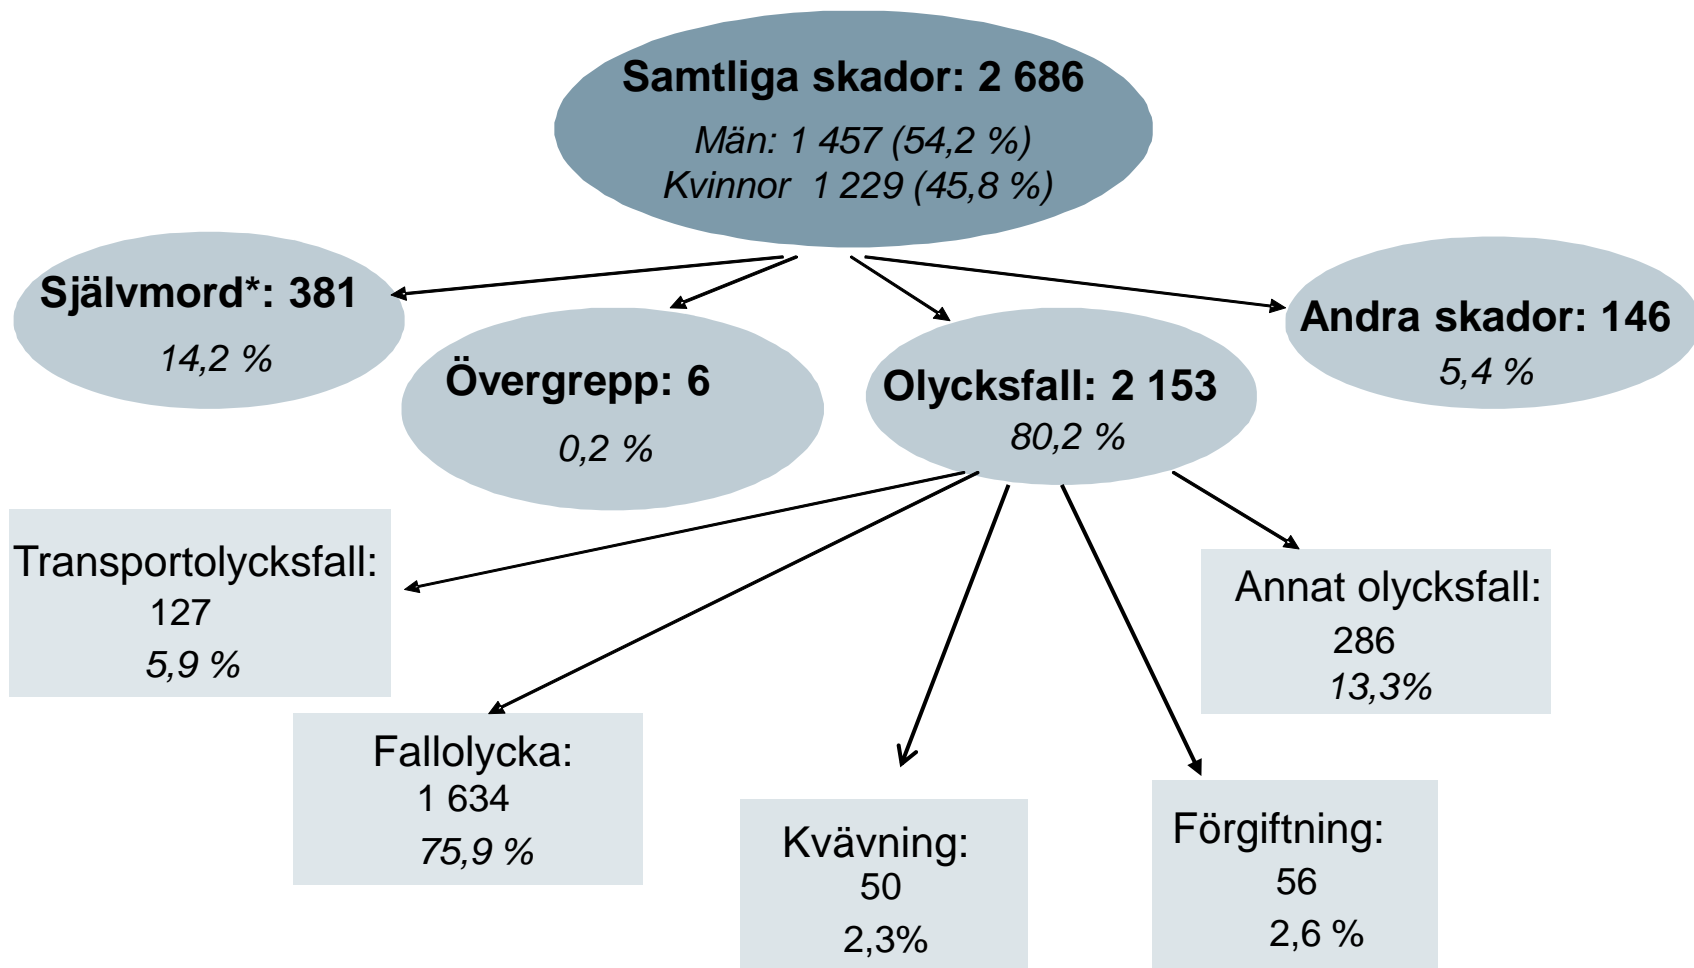 Samtliga skador: 2 686
Män: 1 457 (54,2 %)
Kvinnor 1 229 (45,8 %)
Självmord*: 381
14,2 %
Övergrepp: 6
0,2 %
Olycksfall: 2 153
80,2 %
Andra skador: 146
5,4 %
Transportolycksfall:
127
5,9 %
Fallolycka:
1 634
75,9 %
Kvävning:
50
2,3%
Förgiftning:
56
2,6 %
Annat olycksfall:
286
13,3%